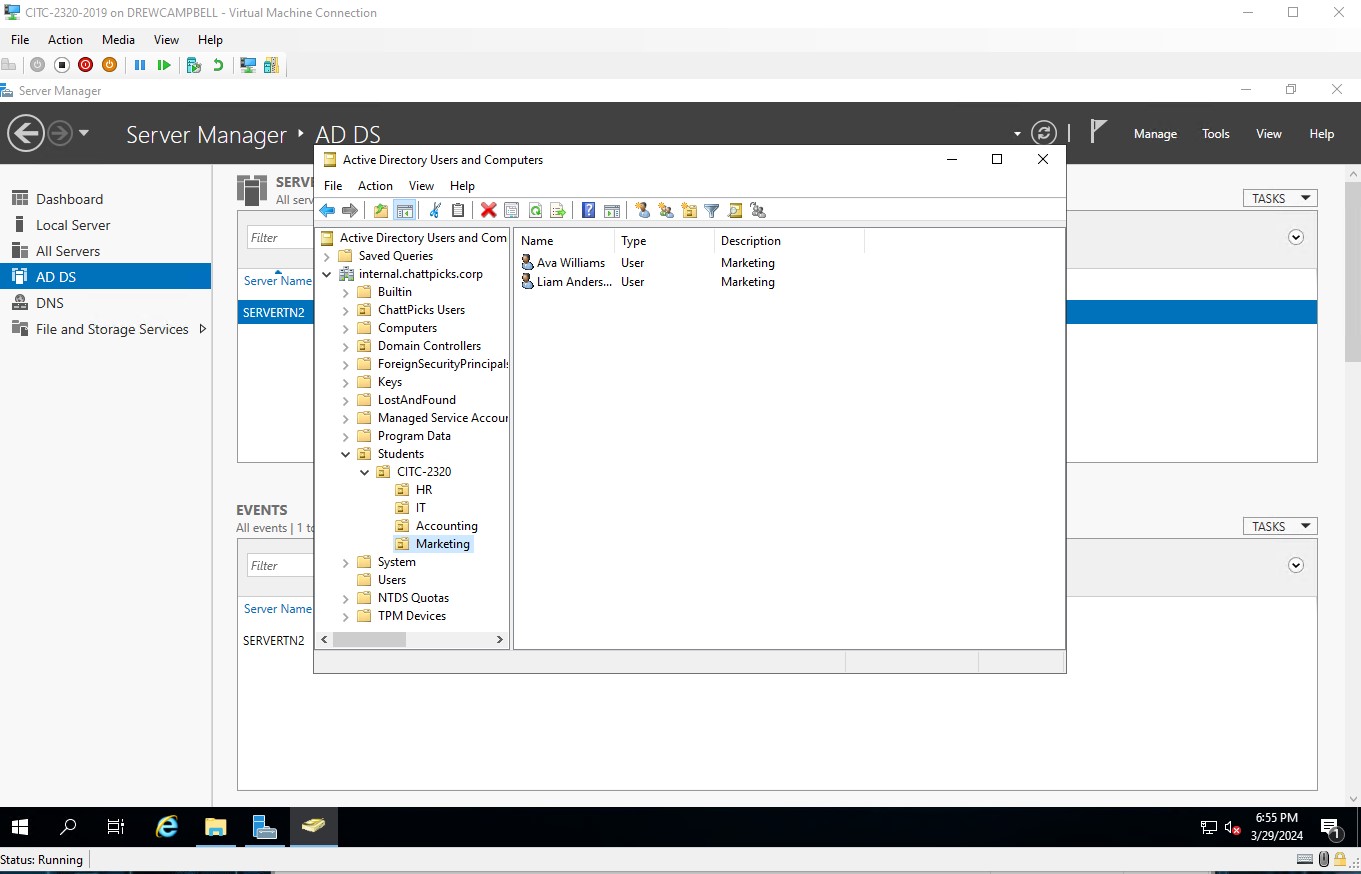 CITC-2320-2019 on DREWCAMPBELL - Virtual Machine Connection
File Action Media View Help
Server Manager
Server Manager AD DS
Manage Tools View Help
Dashboard
Local Server
All Servers
AD DS
DNS
File and Storage Services
All
TASKS
Filter
Server Name
SERVERTN2
EVENTS
All events | 1
TASKS
Filter
Server Name
SERVERTN2
Active Directory Users and Computers
File Action View Help
Active Directory Users and Com
Saved Queries
internal.chattpicks.corp
Builtin
ChattPicks Users
Computers
Domain Controllers
ForeignSecurityPrincipals
Keys
LostAndFound
Managed Service Accour
Program Data
Students
CITC-2320
HR
IT
Accounting
Marketing
System
Users
NTDS Quotas
TPM Devices
Name Type Description
Ava Williams User Marketing
Liam Anders... User Marketing
6:55 PM
3/29/2024
1
Status: Running